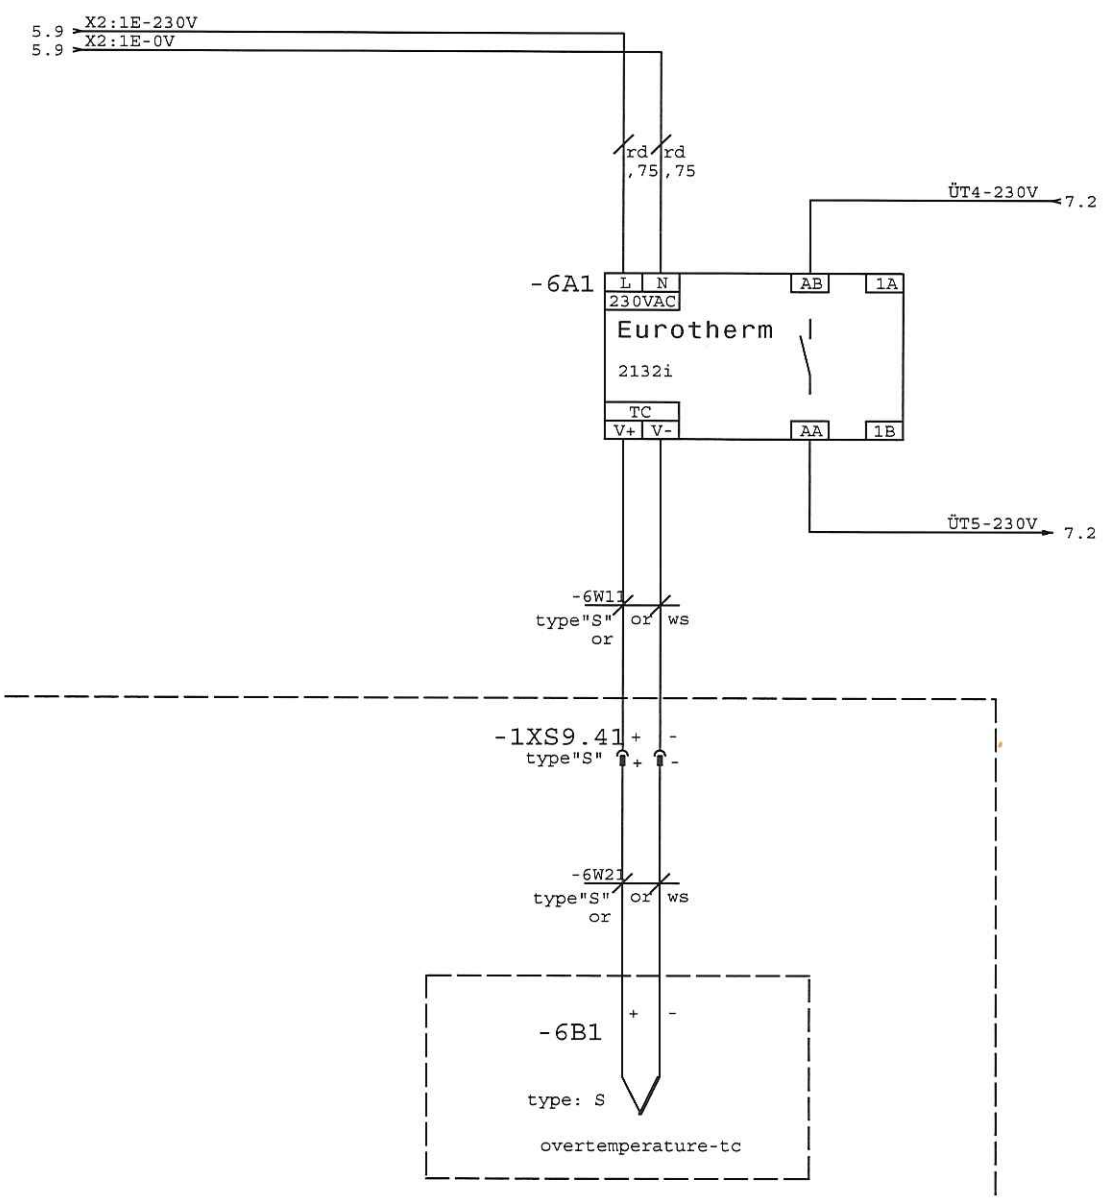 5.9 X2:1E-230V
5.9 X2:1E-0V
rd rd
,75 ,75
ÜT4-230V 7.2
-6A1 L N AB 1A
230VAC
Eurotherm
2132i
TC
V+ V- AA 1B
ÜT5-230V 7.2
-6W11
type"S" or ws
or
-1XS9.41 + -
type"S" + -
-6W21
type"S" or ws
or
+ -
-6B1
type: S
overtemperature-tc